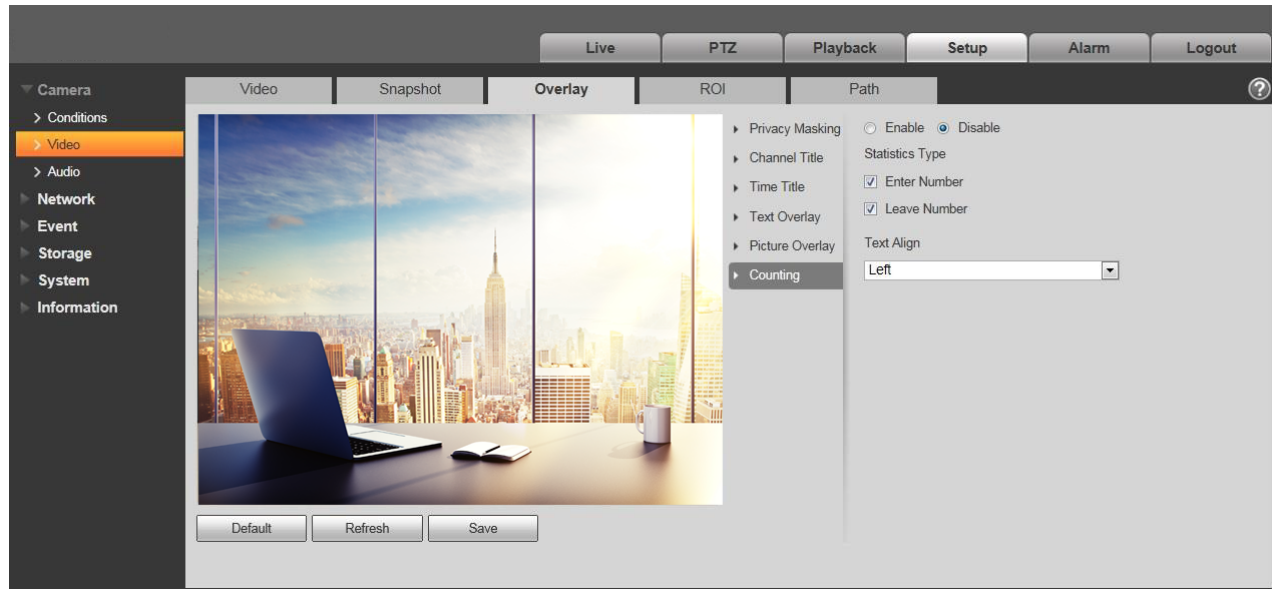 Live PTZ Playback Setup Alarm Logout
Camera
Conditions
Video
Audio
Network
Event
Storage
System
Information
Video Snapshot Overlay ROI Path
Privacy Masking
Channel Title
Time Title
Text Overlay
Picture Overlay
Counting
Enable Disable
Statistics Type
Enter Number
Leave Number
Text Align
Left
Default Refresh Save